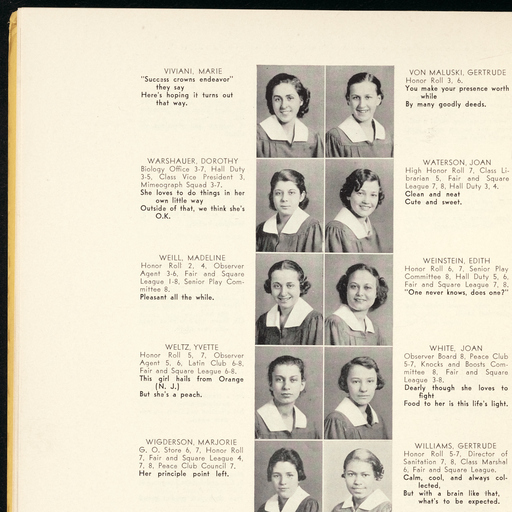 VIVIANI, MARIE
"Success crowns endeavor"
they say
Here's hoping it turns out
that way.
WARSHAUER, DOROTHY
Biology Office 3-7, Hall Duty
3-5, Class Vice President 3,
Mimeograph Squad 3-7.
She loves to do things in her
own little way
Outside of that, we think she's
O.K.
WEILL, MADELINE
Honor Roll 2, 4, Observer
Agent 3-6, Fair and Square
League 1-8, Senior Play Com-
mittee 8.
Pleasant all the while.
WELTZ, YVETTE
Honor Roll 5, 7, Observer
Agent 5, 6, Latin Club 6-8,
Fair and Square League 6-8.
This girl hails from Orange
(N. J.)
But she's a peach.
WIGDERSON, MARJORIE
G. O. Store 6, 7, Honor Roll
7, Fair and Square League 4,
7, 8, Peace Club Council 7.
Her principle point left.
VON MALUSKI, GERTRUDE
Honor Roll 3, 6.
You make your presence worth
while
By many goodly deeds.
WATERSON, JOAN
High Honor Roll 7, Class Li-
brarian 5, Fair and Square
League 7, 8, Hall Duty 3, 4.
Clean and neat
Cute and sweet.
WEINSTEIN, EDITH
Honor Roll 6, 7, Senior Play
Committee 8, Hall Duty 5, 6,
Fair and Square League 7, 8.
"One never knows, does one?"
WHITE, JOAN
Observer Board 8, Peace Club
5-7, Knocks and Boosts Com-
mittee 8, Fair and Square
League 3-8.
Dearly though she loves to
fight
Food to her is this life's light.
WILLIAMS, GERTRUDE
Honor Roll 5-7, Director of
Sanitation 7, 8, Class Marshal
6, Fair and Square League.
Calm, cool, and always col-
lected,
But with a brain like that,
what's to be expected.